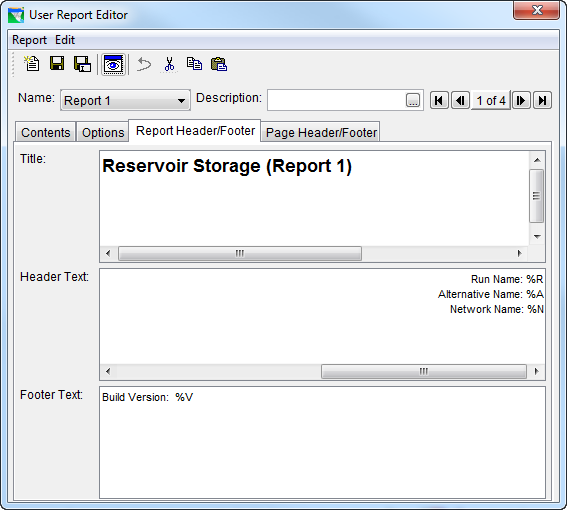 User Report Editor
Report Edit
Name: Report 1 Description: ... 1 of 4
Contents Options Report Header/Footer Page Header/Footer
Title:
Reservoir Storage (Report 1)
Header Text:
Run Name: %R
Alternative Name: %A
Network Name: %N
Footer Text:
Build Version: %V